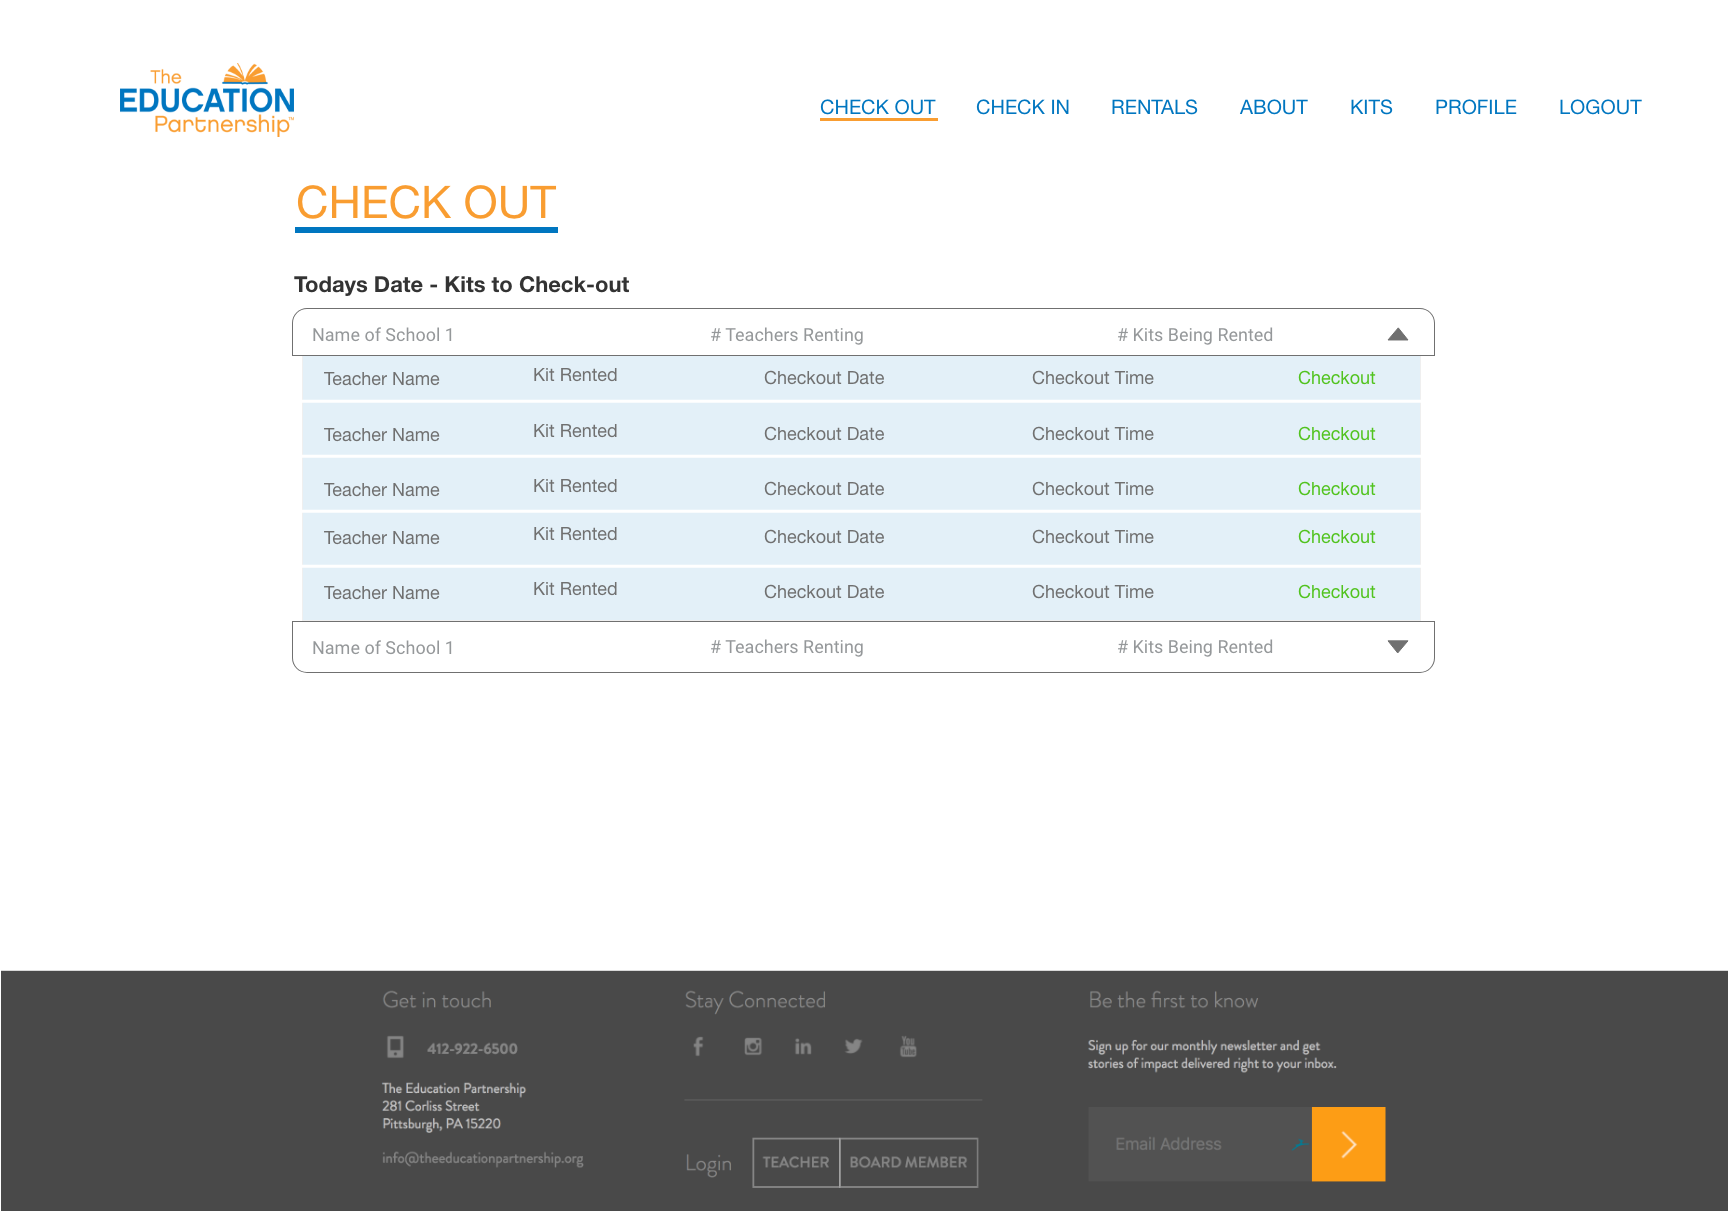 The
EDUCATION
Partnership™
CHECK OUT CHECK IN RENTALS ABOUT KITS PROFILE LOGOUT
CHECK OUT
Todays Date - Kits to Check-out
Name of School 1 # Teachers Renting # Kits Being Rented
Teacher Name Kit Rented Checkout Date Checkout Time Checkout
Teacher Name Kit Rented Checkout Date Checkout Time Checkout
Teacher Name Kit Rented Checkout Date Checkout Time Checkout
Teacher Name Kit Rented Checkout Date Checkout Time Checkout
Teacher Name Kit Rented Checkout Date Checkout Time Checkout
Name of School 1 # Teachers Renting # Kits Being Rented
Get in touch
412-922-6500
The Education Partnership
281 Corliss Street
Pittsburgh, PA 15220
info@theeducationpartnership.org
Stay Connected
f in You Tube
Login TEACHER BOARD MEMBER
Be the first to know
Sign up for our monthly newsletter and get
stories of impact delivered right to your inbox.
Email Address